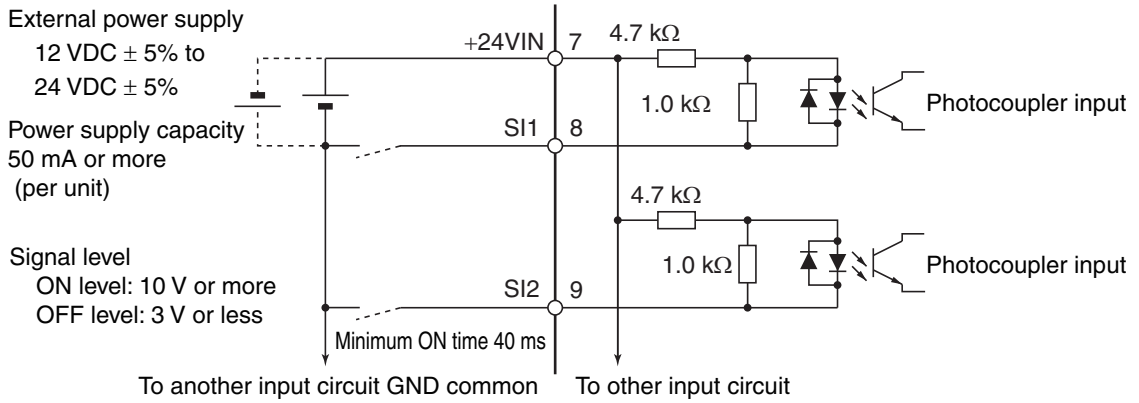 External power supply
12 VDC ± 5% to
24 VDC ± 5%
Power supply capacity
50 mA or more
(per unit)
Signal level
ON level: 10 V or more
OFF level: 3 V or less
+24VIN 7
4.7 kΩ
1.0 kΩ
Photocoupler input
SI1 8
4.7 kΩ
1.0 kΩ
Photocoupler input
SI2 9
Minimum ON time 40 ms
To another input circuit GND common
To other input circuit